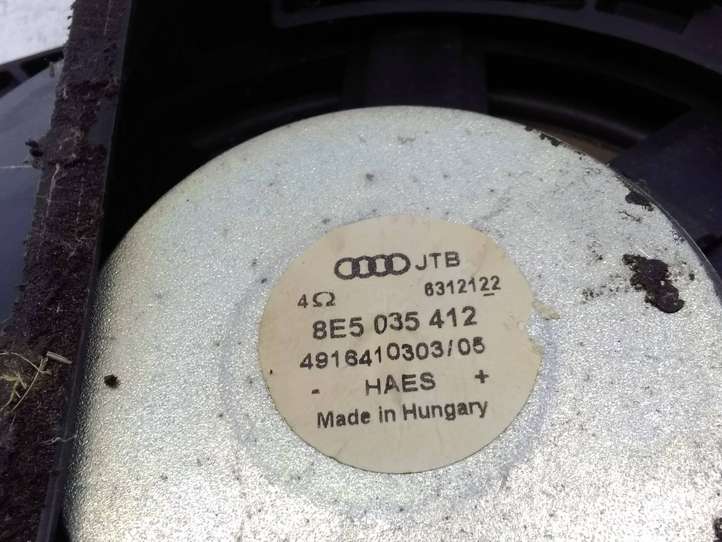 JTB
4Ω 6312122
8E5 035 412
4916410303/05
- HAES +
Made in Hungary